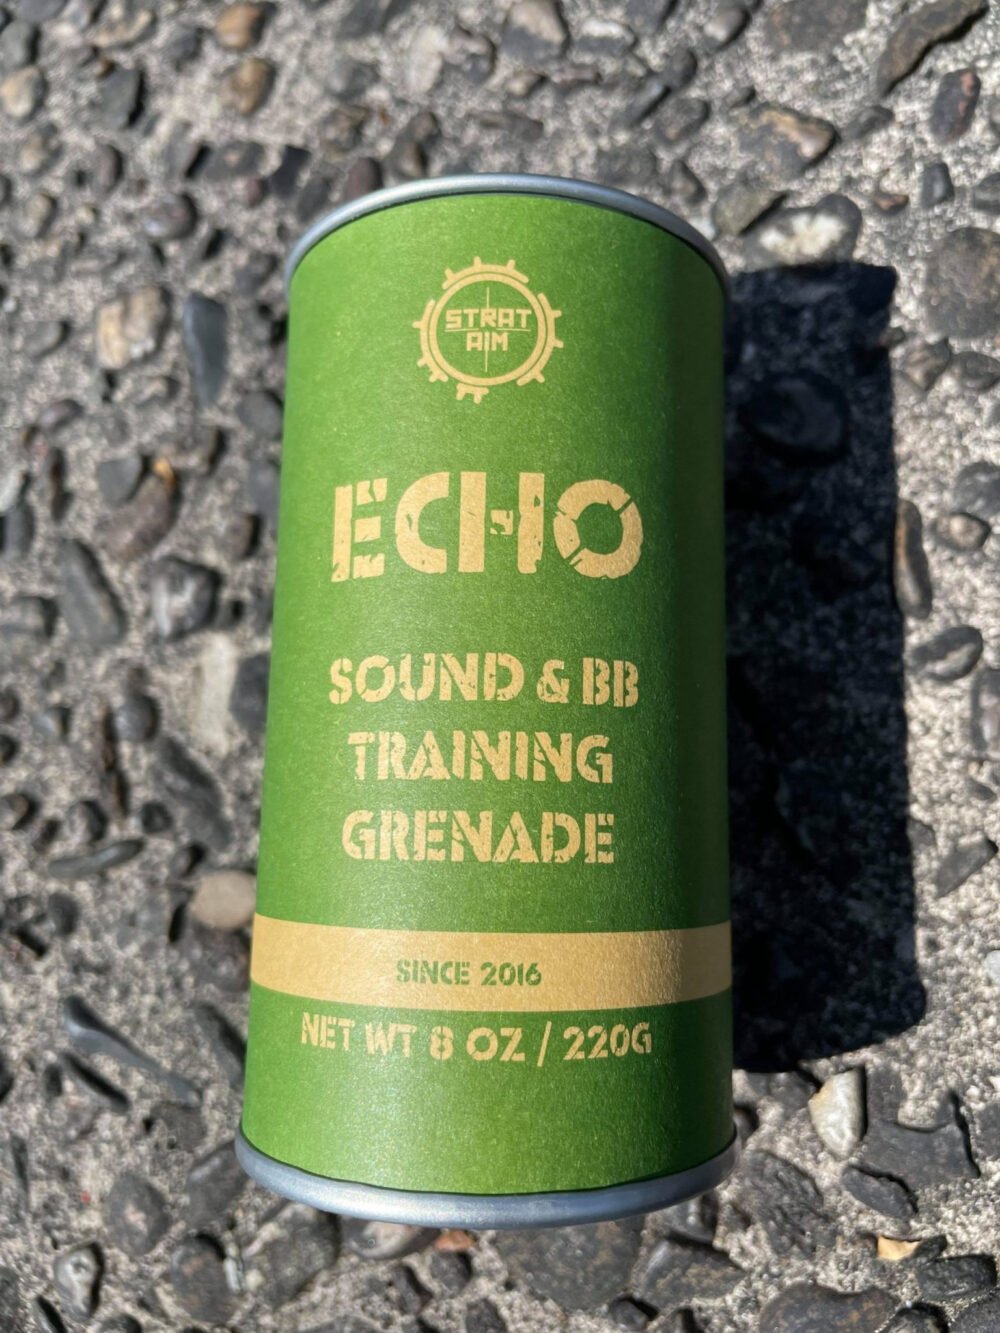 STRAT
AIM
ECHO
SOUND & BB
TRAINING
GRENADE
SINCE 2016
NET WT 8 OZ / 220G